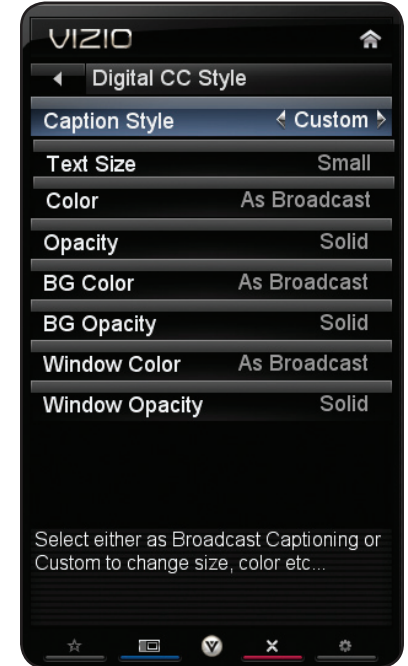 VIZIO
Digital CC Style
Caption Style Custom
Text Size Small
Color As Broadcast
Opacity Solid
BG Color As Broadcast
BG Opacity Solid
Window Color As Broadcast
Window Opacity Solid
Select either as Broadcast Captioning or
Custom to change size, color etc...
V